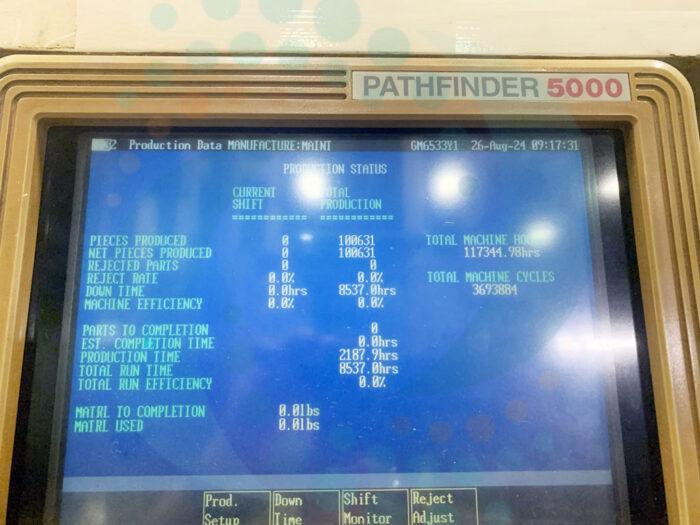 PATHFINDER 5000
32 Production Data MANUFACTURE:MAINT GM6533Y1 26-Aug-24 09:17:31
PRODUCTION STATUS
CURRENT TOTAL
SHIFT PRODUCTION
============ ============
PIECES PRODUCED 0 100631 TOTAL MACHINE HOURS
NET PIECES PRODUCED 0 100631 117344.98hrs
REJECTED PARTS 0 0
REJECT RATE 0.0% 0.0% TOTAL MACHINE CYCLES
DOWN TIME 0.0hrs 8537.0hrs 3693884
MACHINE EFFICIENCY 0.0% 0.0%
PARTS TO COMPLETION 0
EST. COMPLETION TIME 0.0hrs
PRODUCTION TIME 2187.9hrs
TOTAL RUN TIME 8537.0hrs
TOTAL RUN EFFICIENCY 0.0%
MATRL TO COMPLETION 0.0lbs
MATRL USED 0.0lbs
Prod. Down Shift Reject
Setup Time Monitor Adjust